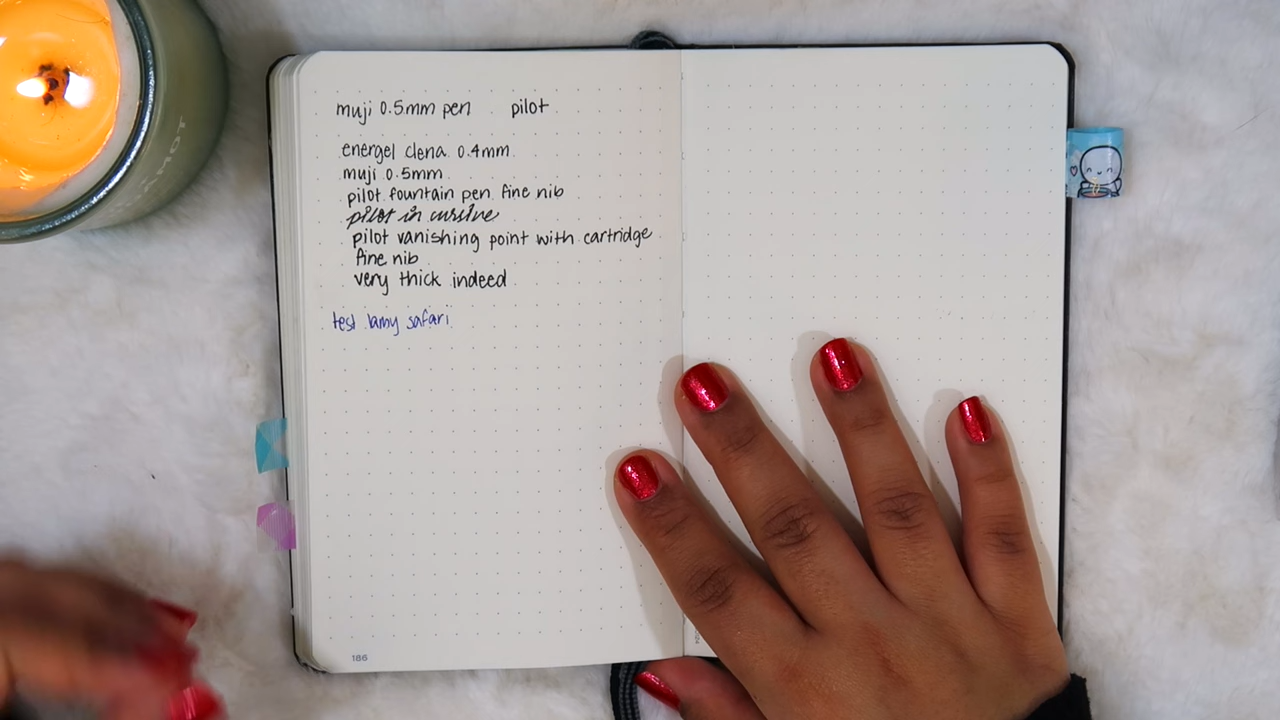 muji 0.5mm pen pilot
energel clena 0.4mm
muji 0.5mm
pilot fountain pen fine nib
pilot in cursive
pilot vanishing point with cartridge
fine nib
very thick indeed
test lamy safari
186